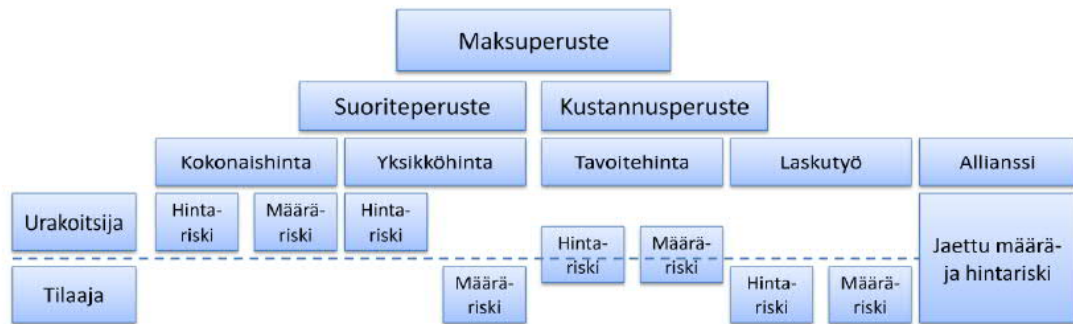 Maksuperuste
Suoriteperuste
Kustannusperuste
Kokonaishinta
Yksikköhinta
Tavoitehinta
Laskutyö
Allianssi
Urakoitsija
Hinta-
riski
Määrä-
riski
Hinta-
riski
Hinta-
riski
Määrä-
riski
Jaettu määrä-
ja hintariski
Tilaaja
Määrä-
riski
Hinta-
riski
Määrä-
riski